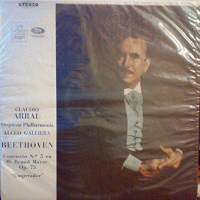 STEREO
CLAUDIO
ARRAU
Orquesta Philharmonia
ALCEO GALLIERA
BEETHOVEN
Concierto N.º 5 en
Mi Bemol Mayor,
Op. 73
"Emperador"